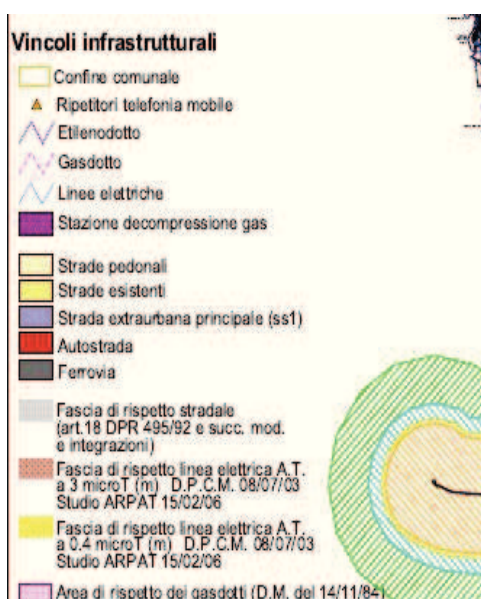 Vincoli infrastrutturali
Confine comunale
Ripetitori telefonia mobile
Etilenodotto
Gasdotto
Linee elettriche
Stazione decompressione gas
Strade pedonali
Strade esistenti
Strada extraurbana principale (ss1)
Autostrada
Ferrovia
Fascia di rispetto stradale
(art.18 DPR 495/92 e succ. mod.
e integrazioni)
Fascia di rispetto linea elettrica A.T.
a 3 microT (m) D.P.C.M. 08/07/03
Studio ARPAT 15/02/06
Fascia di rispetto linea elettrica A.T.
a 0.4 microT (m) D.P.C.M. 08/07/03
Studio ARPAT 15/02/06
Area di rispetto dei gasdotti (D.M. del 14/11/84)